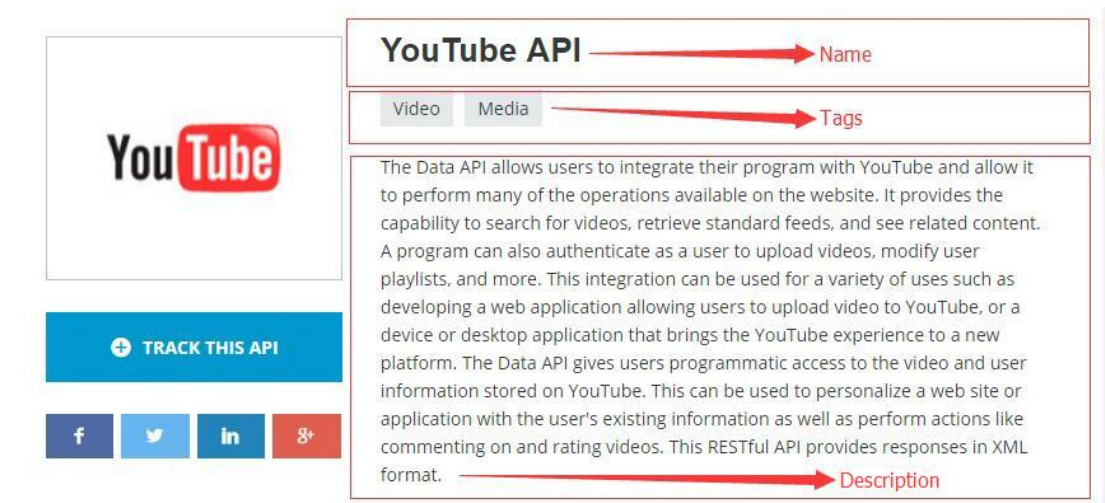 YouTube API
Name
Video
Media
Tags
YouTube
The Data API allows users to integrate their program with YouTube and allow it
to perform many of the operations available on the website. It provides the
capability to search for videos, retrieve standard feeds, and see related content.
A program can also authenticate as a user to upload videos, modify user
playlists, and more. This integration can be used for a variety of uses such as
developing a web application allowing users to upload video to YouTube, or a
device or desktop application that brings the YouTube experience to a new
platform. The Data API gives users programmatic access to the video and user
information stored on YouTube. This can be used to personalize a web site or
application with the user's existing information as well as perform actions like
commenting on and rating videos. This RESTful API provides responses in XML
format.
Description
TRACK THIS API
f
in
g+